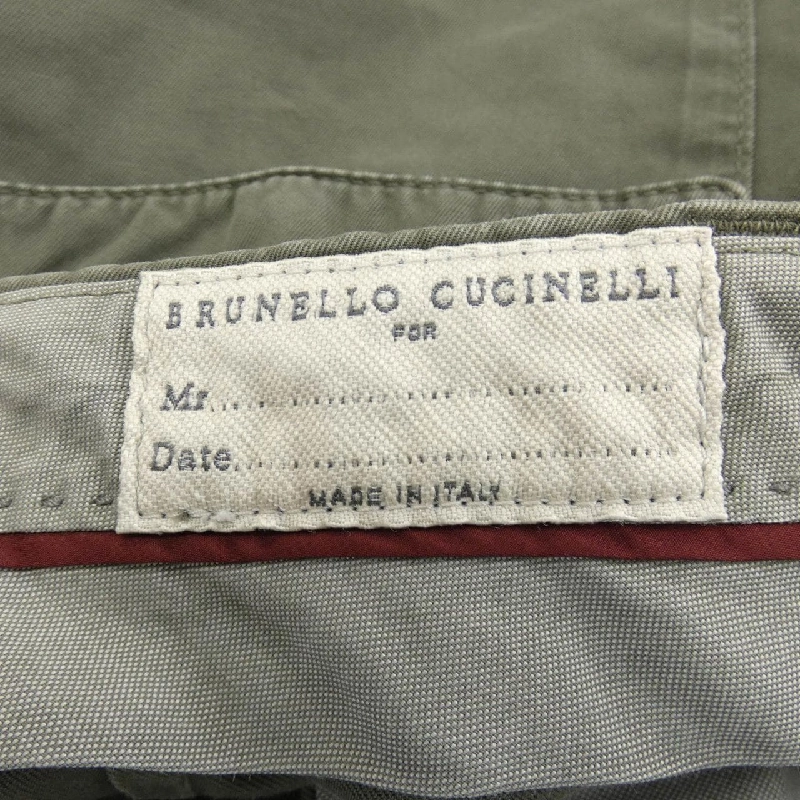 BRUNELLO CUCINELLI
FOR
Mr..............................
Date..............................
MADE IN ITALY